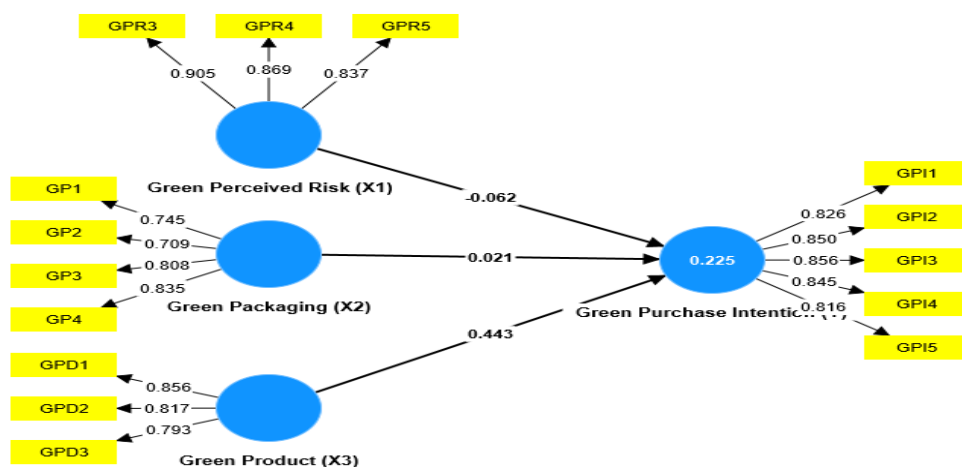 GPR3 GPR4 GPR5
0.905 0.869 0.837
Green Perceived Risk (X1)
GP1
GP2
GP3
GP4
0.745
0.709
0.808
0.835
Green Packaging (X2)
GPD1
GPD2
GPD3
0.856
0.817
0.793
Green Product (X3)
-0.062
0.021
0.443
0.225
Green Purchase Intention
0.826
0.850
0.856
0.845
0.816
GPI1
GPI2
GPI3
GPI4
GPI5